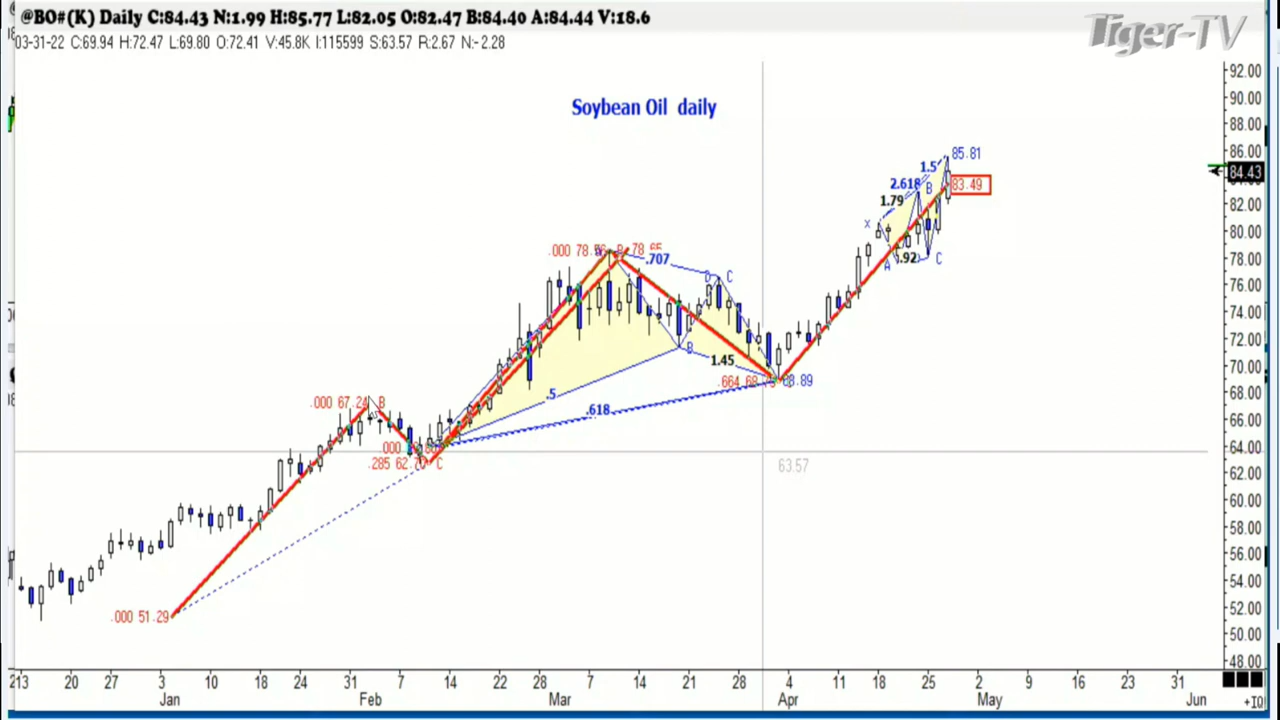 @BO#(K) Daily C:84.43 N:1.99 H:85.77 L:82.05 O:82.47 B:84.40 A:84.44 V:18.6
03-31-22 C:69.94 H:72.47 L:69.80 O:72.41 V:45.8K I:115599 S:63.57 R:2.67 N:-2.28
Tiger-TV
Soybean Oil daily
92.00
90.00
88.00
86.00
84.43
82.00
80.00
78.00
76.00
74.00
72.00
70.00
68.00
66.00
64.00
62.00
60.00
58.00
56.00
54.00
52.00
50.00
48.00
85.81
1.5
83.49
2.618
B
1.79
X
A
.92
C
.000
B
78.65
.707
C
B
1.45
.664
68.89
.5
.618
.000 67.24 B
.000
.285
C
63.57
.000 51.29
213 20 27 3 10 18 24 31 7 14 22 28 7 14 21 28 4 11 18 25 2 9 16 23 31
Jan Feb Mar Apr May Jun